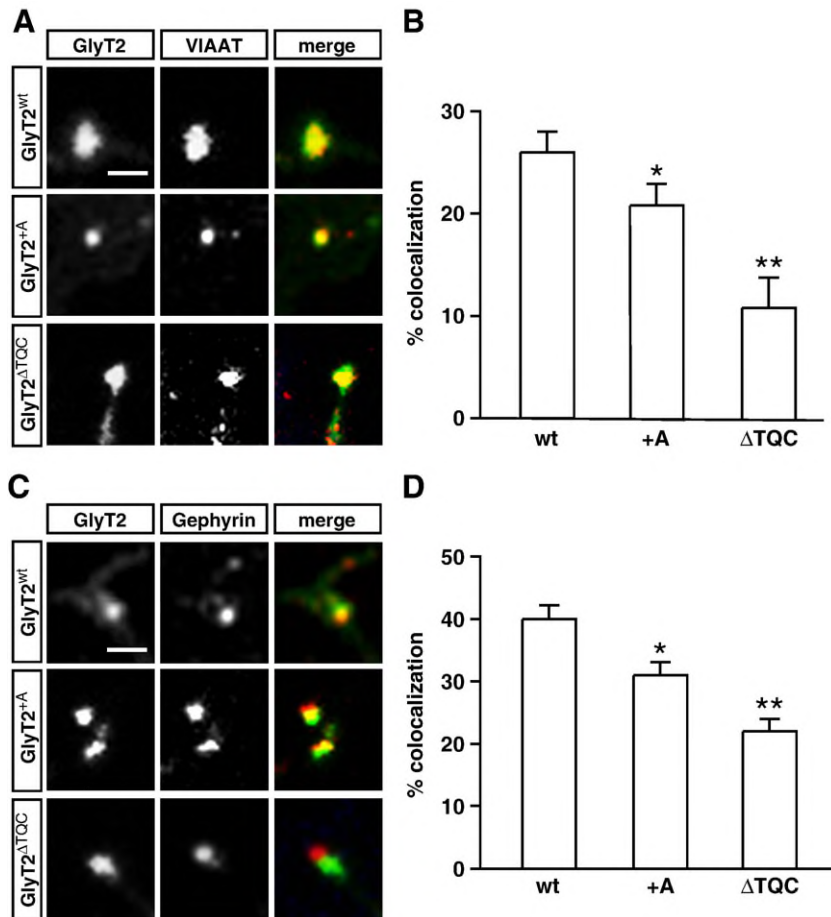 A
GlyT2 VIAAT merge
GlyT2wt
GlyT2+A
GlyT2ΔTQC
B
% colocalization
30
20
10
0
*
**
wt +A ΔTQC
C
GlyT2 Gephyrin merge
GlyT2wt
GlyT2+A
GlyT2ΔTQC
D
% colocalization
50
40
30
20
10
0
*
**
wt +A ΔTQC